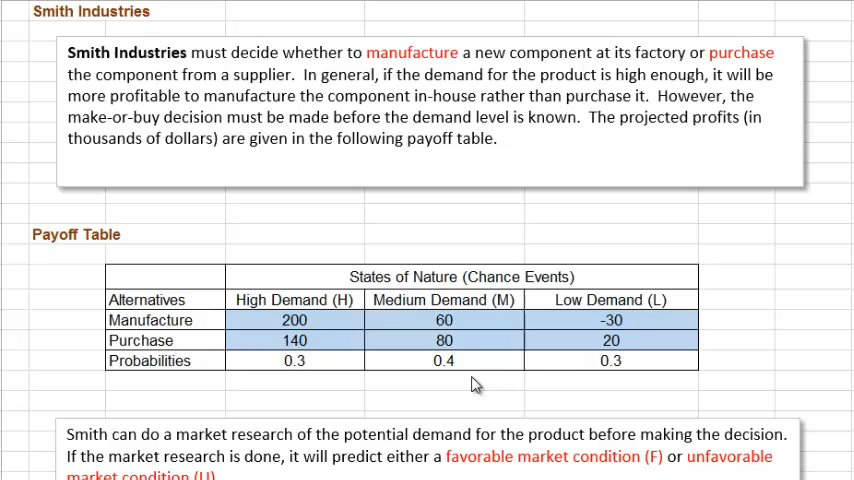 Smith Industries
Smith Industries must decide whether to manufacture a new component at its factory or purchase
the component from a supplier.  In general, if the demand for the product is high enough, it will be
more profitable to manufacture the component in-house rather than purchase it.  However, the
make-or-buy decision must be made before the demand level is known.  The projected profits (in
thousands of dollars) are given in the following payoff table.
Payoff Table
States of Nature (Chance Events)
Alternatives High Demand (H) Medium Demand (M) Low Demand (L)
Manufacture 200 60 -30
Purchase 140 80 20
Probabilities 0.3 0.4 0.3
Smith can do a market research of the potential demand for the product before making the decision.
If the market research is done, it will predict either a favorable market condition (F) or unfavorable
market condition (U)